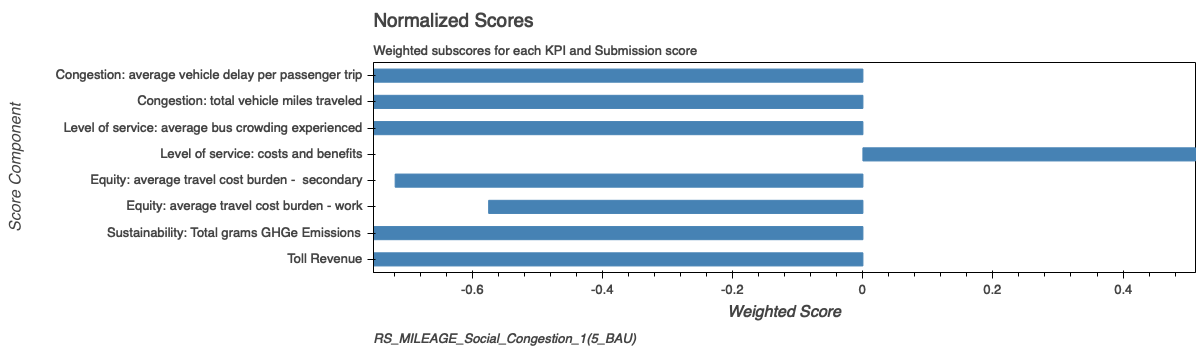 Normalized Scores
Weighted subscores for each KPI and Submission score
Score Component
Congestion: average vehicle delay per passenger trip
Congestion: total vehicle miles traveled
Level of service: average bus crowding experienced
Level of service: costs and benefits
Equity: average travel cost burden -  secondary
Equity: average travel cost burden - work
Sustainability: Total grams GHGe Emissions
Toll Revenue
-0.6 -0.4 -0.2 0 0.2 0.4
Weighted Score
RS_MILEAGE_Social_Congestion_1(5_BAU)